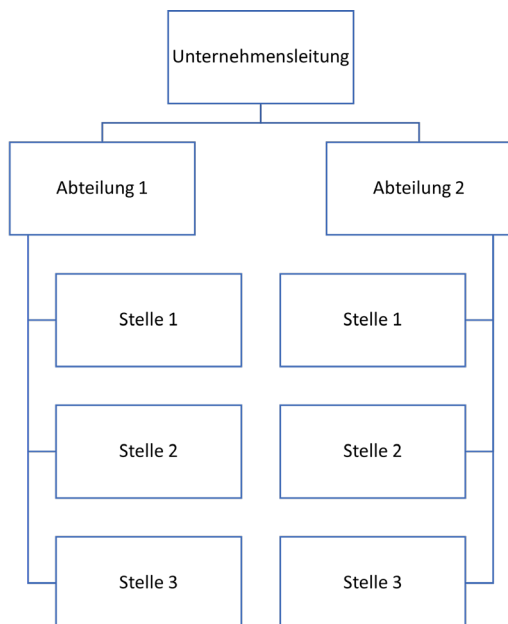 Unternehmensleitung
Abteilung 1
Abteilung 2
Stelle 1
Stelle 1
Stelle 2
Stelle 2
Stelle 3
Stelle 3